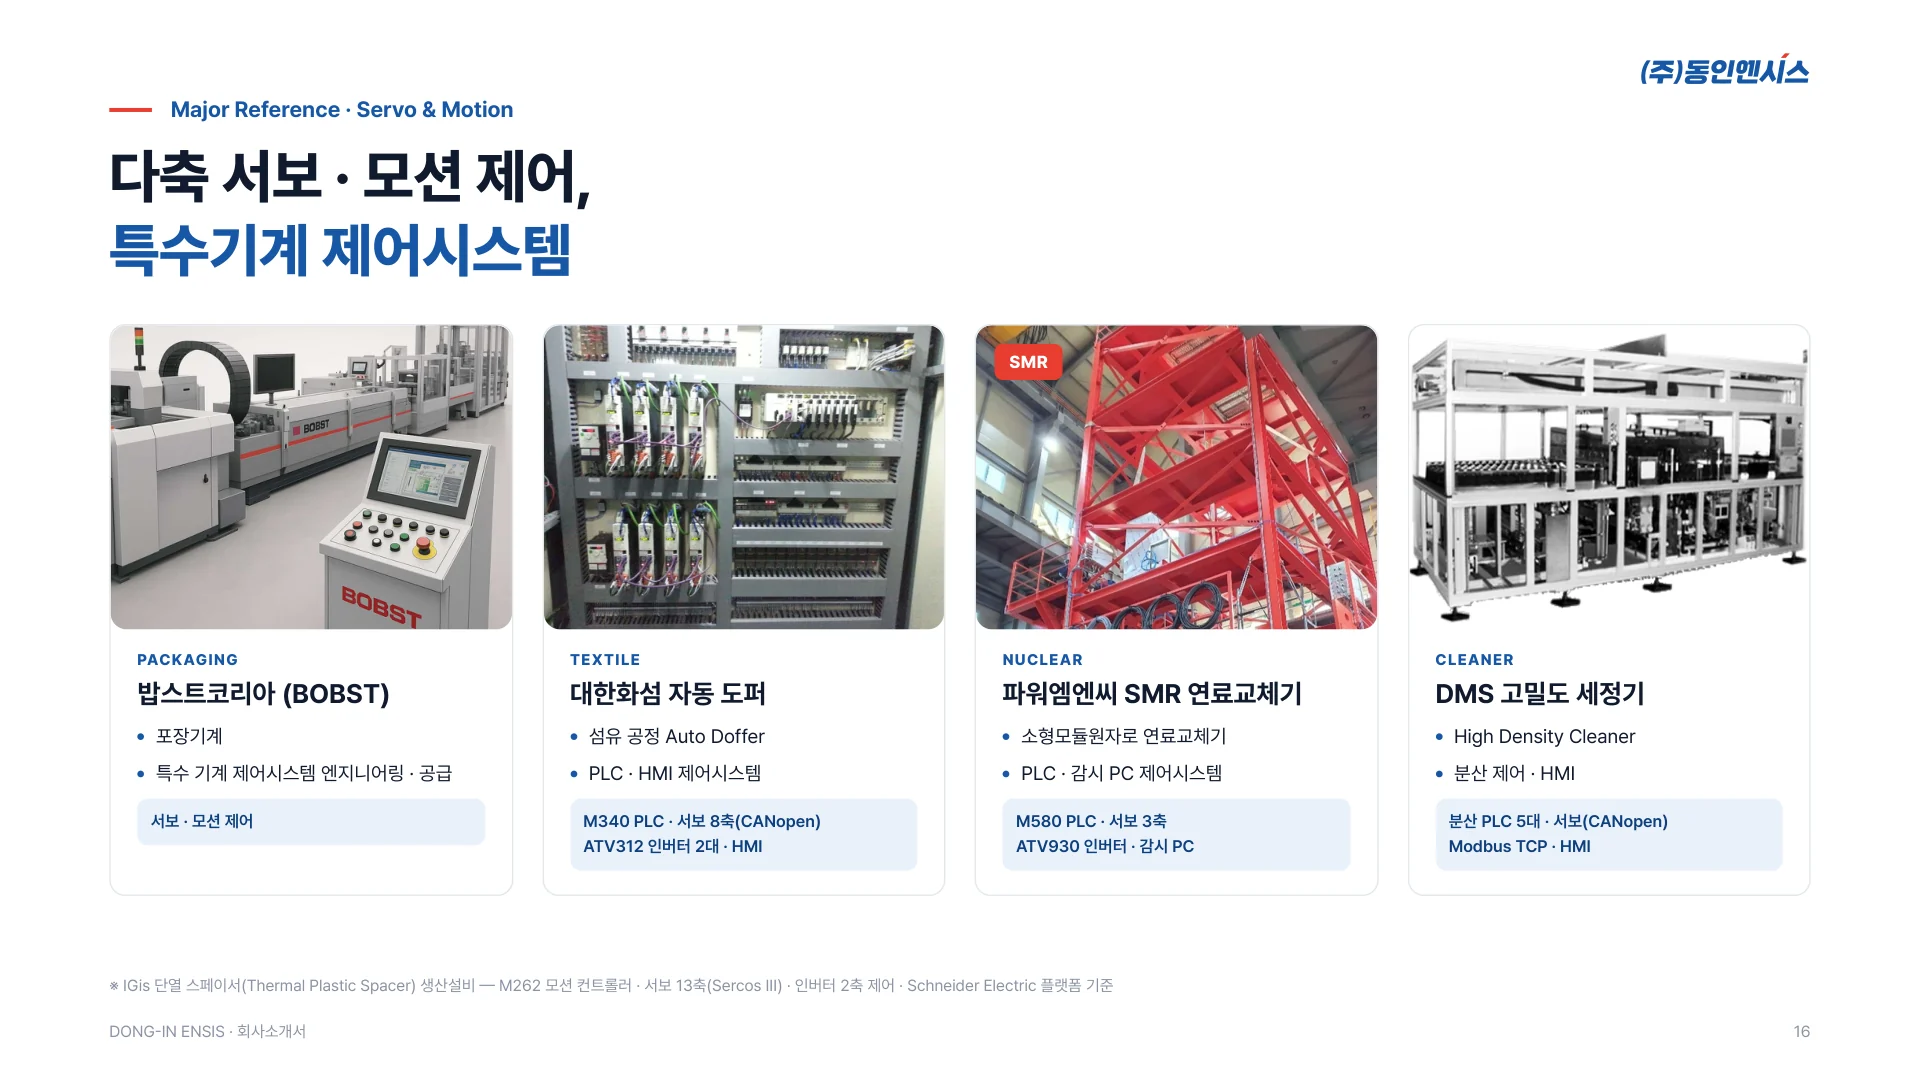 (주)동인엔시스
Major Reference · Servo & Motion
다축 서보 · 모션 제어,
특수기계 제어시스템
BOBST
BOBST
SMR
PACKAGING
밥스트코리아 (BOBST)
• 포장기계
• 특수 기계 제어시스템 엔지니어링 · 공급
서보 · 모션 제어
TEXTILE
대한화섬 자동 도퍼
• 섬유 공정 Auto Doffer
• PLC · HMI 제어시스템
M340 PLC · 서보 8축(CANopen)
ATV312 인버터 2대 · HMI
NUCLEAR
파워엠엔씨 SMR 연료교체기
• 소형모듈원자로 연료교체기
• PLC · 감시 PC 제어시스템
M580 PLC · 서보 3축
ATV930 인버터 · 감시 PC
CLEANER
DMS 고밀도 세정기
• High Density Cleaner
• 분산 제어 · HMI
분산 PLC 5대 · 서보(CANopen)
Modbus TCP · HMI
※ IGis 단열 스페이서(Thermal Plastic Spacer) 생산설비 — M262 모션 컨트롤러 · 서보 13축(Sercos III) · 인버터 2축 제어 · Schneider Electric 플랫폼 기준
DONG-IN ENSIS · 회사소개서
16